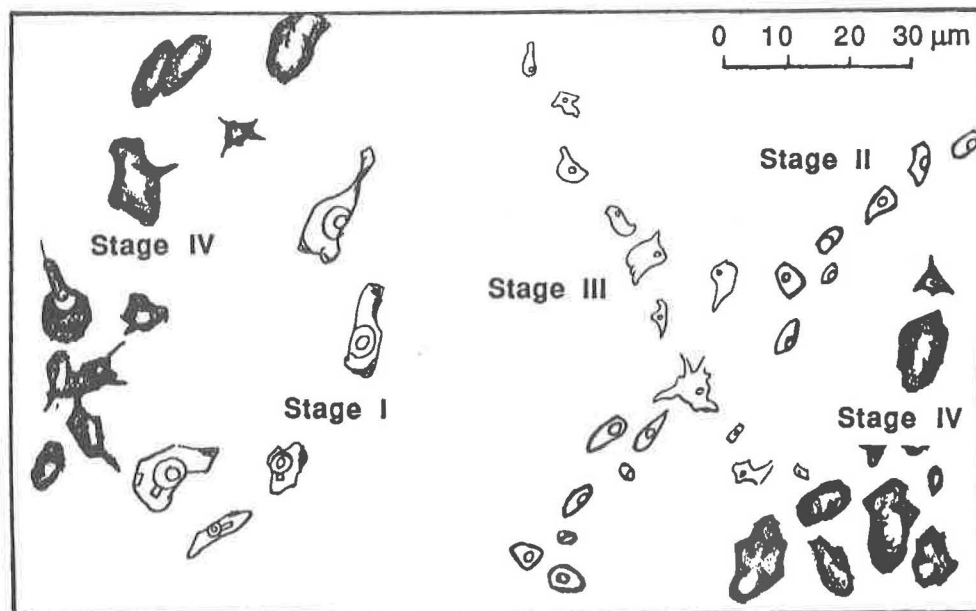 0 10 20 30 μm
Stage II
Stage IV
Stage III
Stage I
Stage IV